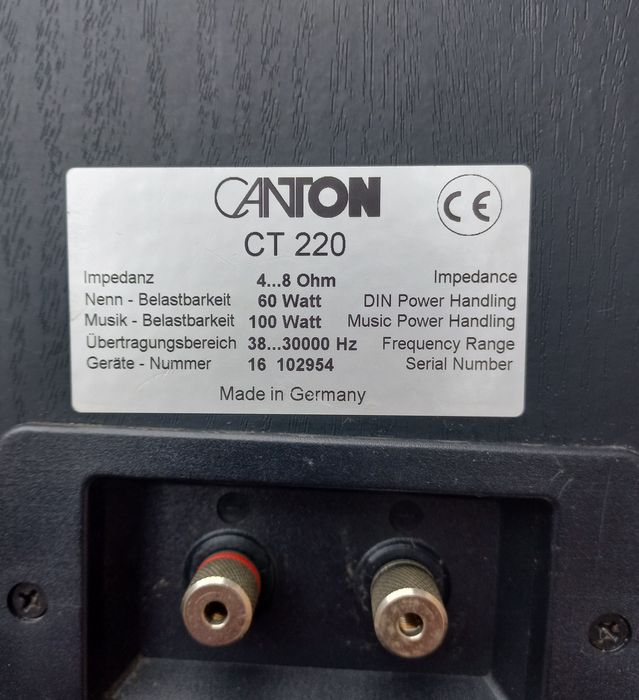 CANTON
CE
CT 220
Impedanz 4...8 Ohm Impedance
Nenn - Belastbarkeit 60 Watt DIN Power Handling
Musik - Belastbarkeit 100 Watt Music Power Handling
Übertragungsbereich 38...30000 Hz Frequency Range
Geräte - Nummer 16 102954 Serial Number
Made in Germany